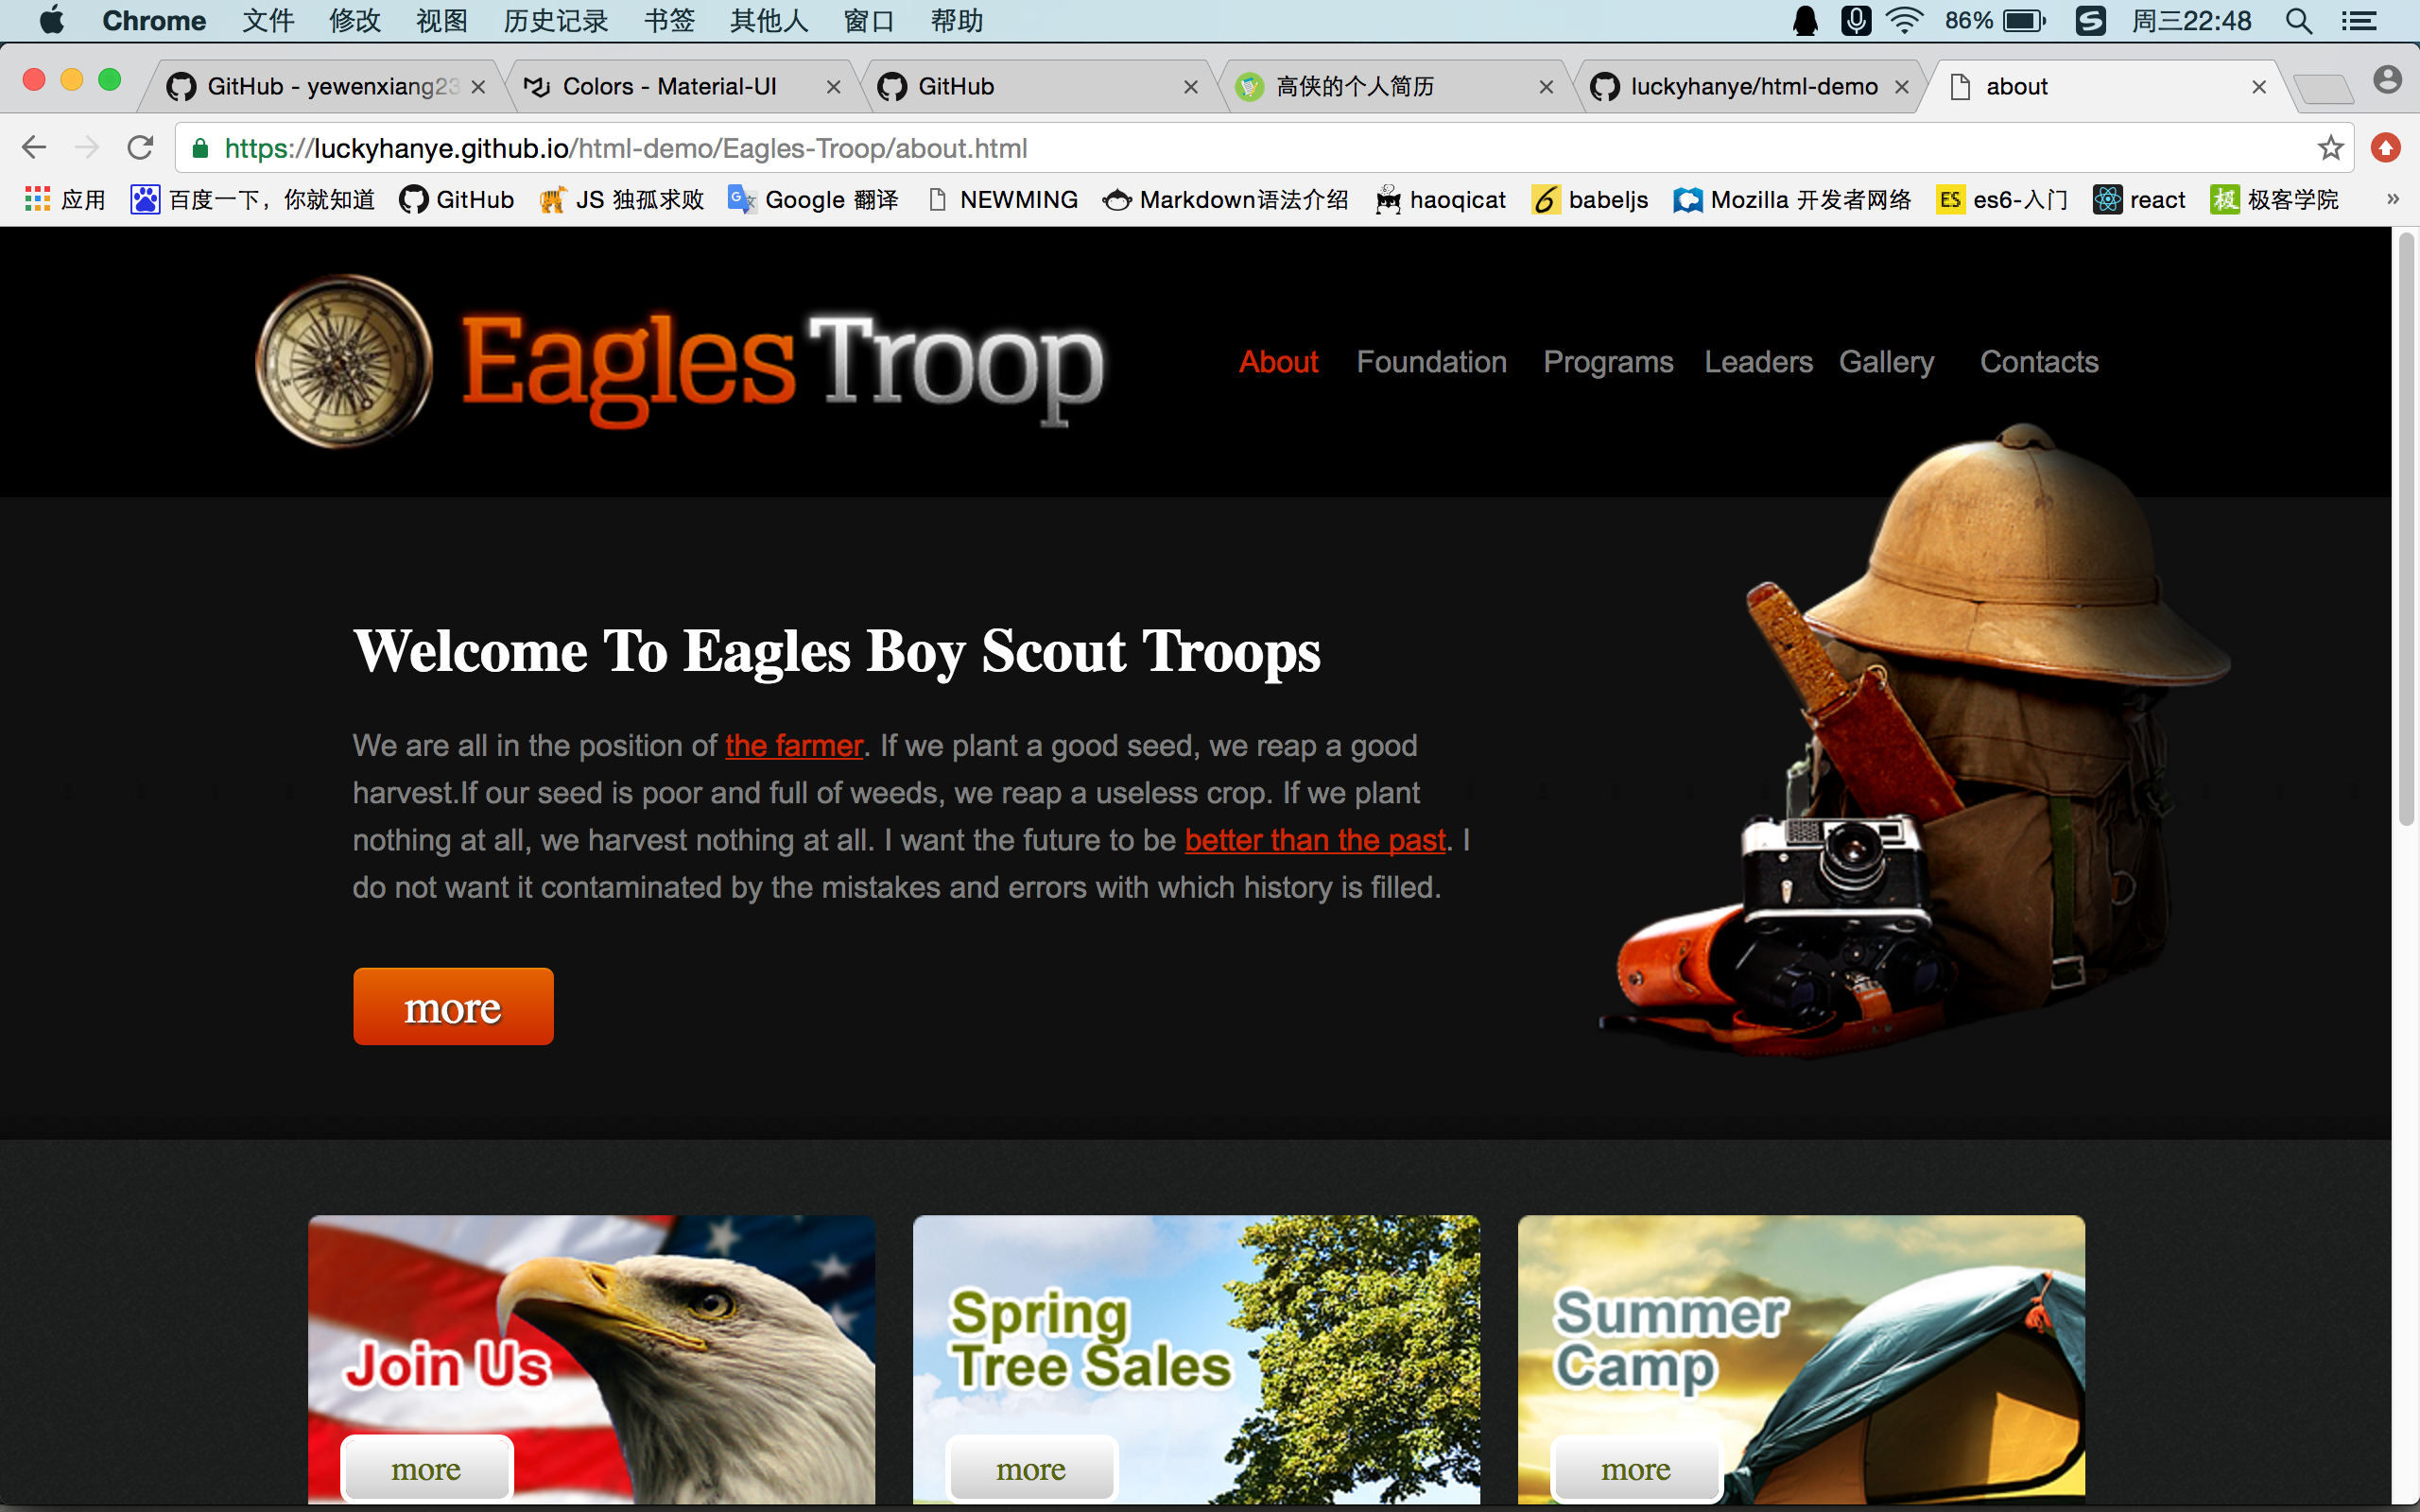 Chrome 文件 修改 视图 历史记录 书签 其他人 窗口 帮助 86% 周三22:48
GitHub - yewenxiang23 Colors - Material-UI GitHub 高侠的个人简历 luckyhanye/html-demo about
https://luckyhanye.github.io/html-demo/Eagles-Troop/about.html
应用 百度一下，你就知道 GitHub JS 独孤求败 Google 翻译 NEWMING Markdown语法介绍 haoqicat babeljs Mozilla 开发者网络 ES es6-入门 react 极 极客学院 »
Eagles Troop
About Foundation Programs Leaders Gallery Contacts
Welcome To Eagles Boy Scout Troops
We are all in the position of the farmer. If we plant a good seed, we reap a good
harvest.If our seed is poor and full of weeds, we reap a useless crop. If we plant
nothing at all, we harvest nothing at all. I want the future to be better than the past. I
do not want it contaminated by the mistakes and errors with which history is filled.
more
Join Us
more
Spring
Tree Sales
more
Summer
Camp
more